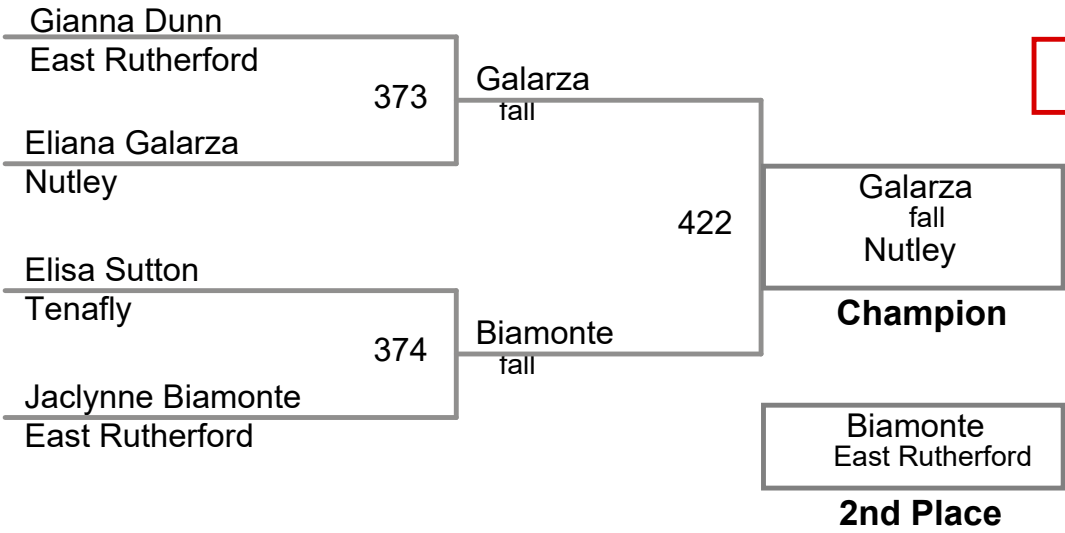 Gianna Dunn
East Rutherford
373
Galarza
fall
Eliana Galarza
Nutley
422
Galarza
fall
Nutley
Champion
Elisa Sutton
Tenafly
374
Biamonte
fall
Jaclynne Biamonte
East Rutherford
Biamonte
East Rutherford
2nd Place